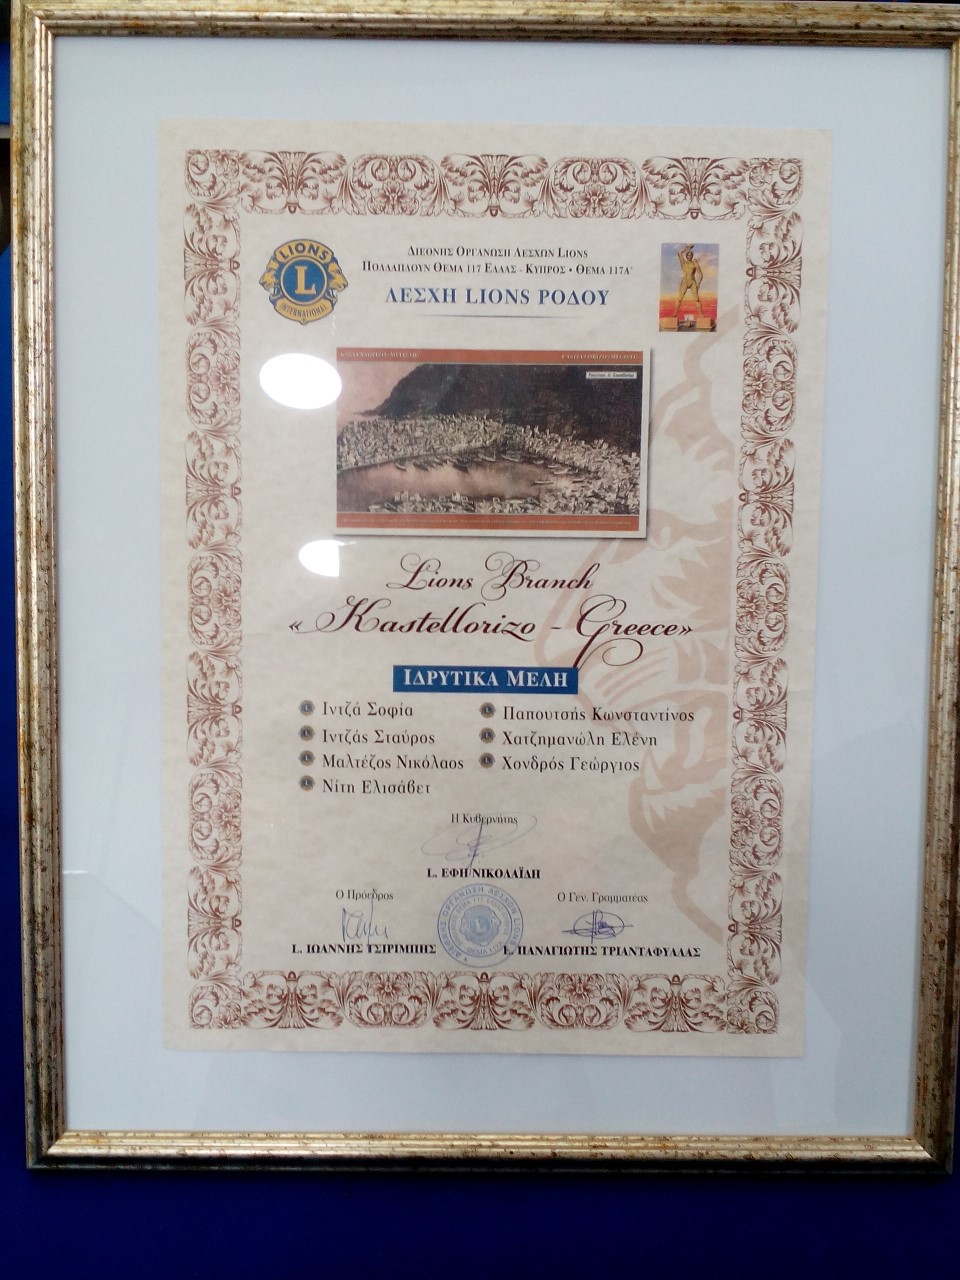 LIONS
L
INTERNATIONAL
ΔΙΕΘΝΗΣ ΟΡΓΑΝΩΣΗ ΛΕΣΧΩΝ LIONS
ΠΟΛΛΑΠΛΟΥΝ ΘΕΜΑ 117 ΕΛΛΑΣ - ΚΥΠΡΟΣ • ΘΕΜΑ 117Α'
ΛΕΣΧΗ LIONS ΡΟΔΟΥ
Lions Branch
«Kastellorizo - Greece»
ΙΔΡΥΤΙΚΑ ΜΕΛΗ
Ιντζά Σοφία
Ιντζάς Σταύρος
Μαλτέζος Νικόλαος
Νίτη Ελισάβετ
Παπουτσής Κωνσταντίνος
Χατζημανώλη Ελένη
Χονδρός Γεώργιος
Η Κυβερνήτης
L. ΕΦΗ ΝΙΚΟΛΑΪΔΗ
Ο Πρόεδρος
L. ΙΩΑΝΝΗΣ ΤΣΙΡΙΜΠΗΣ
Ο Γεν. Γραμματέας
L. ΠΑΝΑΓΙΩΤΗΣ ΤΡΙΑΝΤΑΦΥΛΛΑΣ